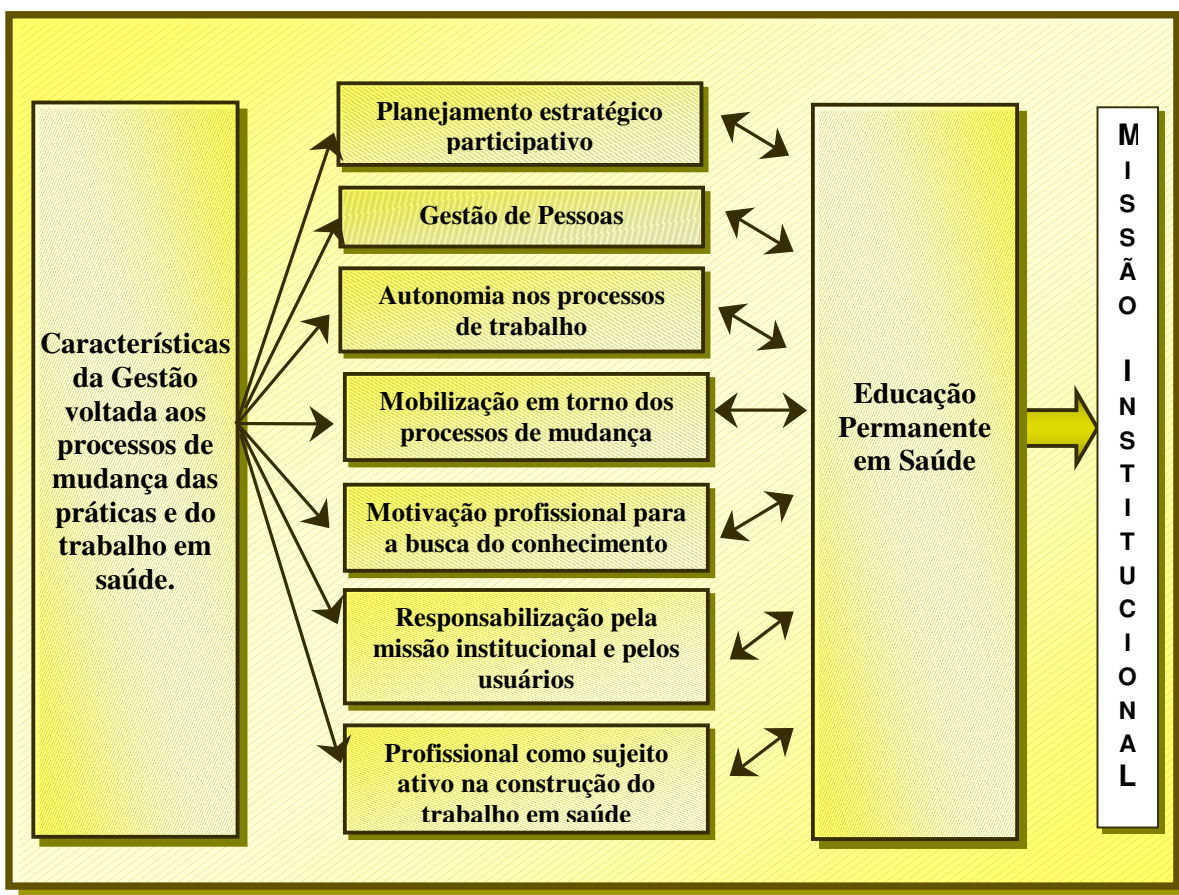 Características
da Gestão
voltada aos
processos de
mudança das
práticas e do
trabalho em
saúde.
Planejamento estratégico
participativo
Gestão de Pessoas
Autonomia nos processos
de trabalho
Mobilização em torno dos
processos de mudança
Motivação profissional para
a busca do conhecimento
Responsabilização pela
missão institucional e pelos
usuários
Profissional como sujeito
ativo na construção do
trabalho em saúde
Educação
Permanente
em Saúde
MISSÃO INSTITUCIONAL